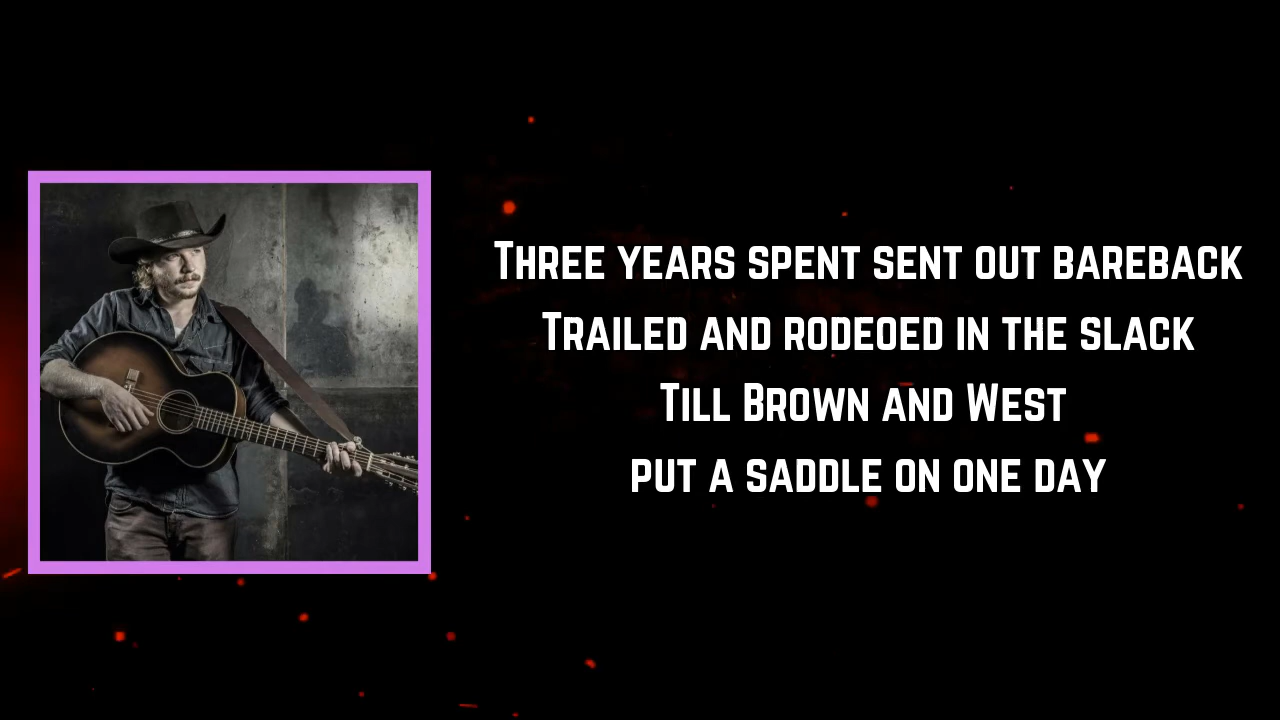 Three years spent sent out bareback
Trailed and rodeoed in the slack
Till Brown and West
put a saddle on one day